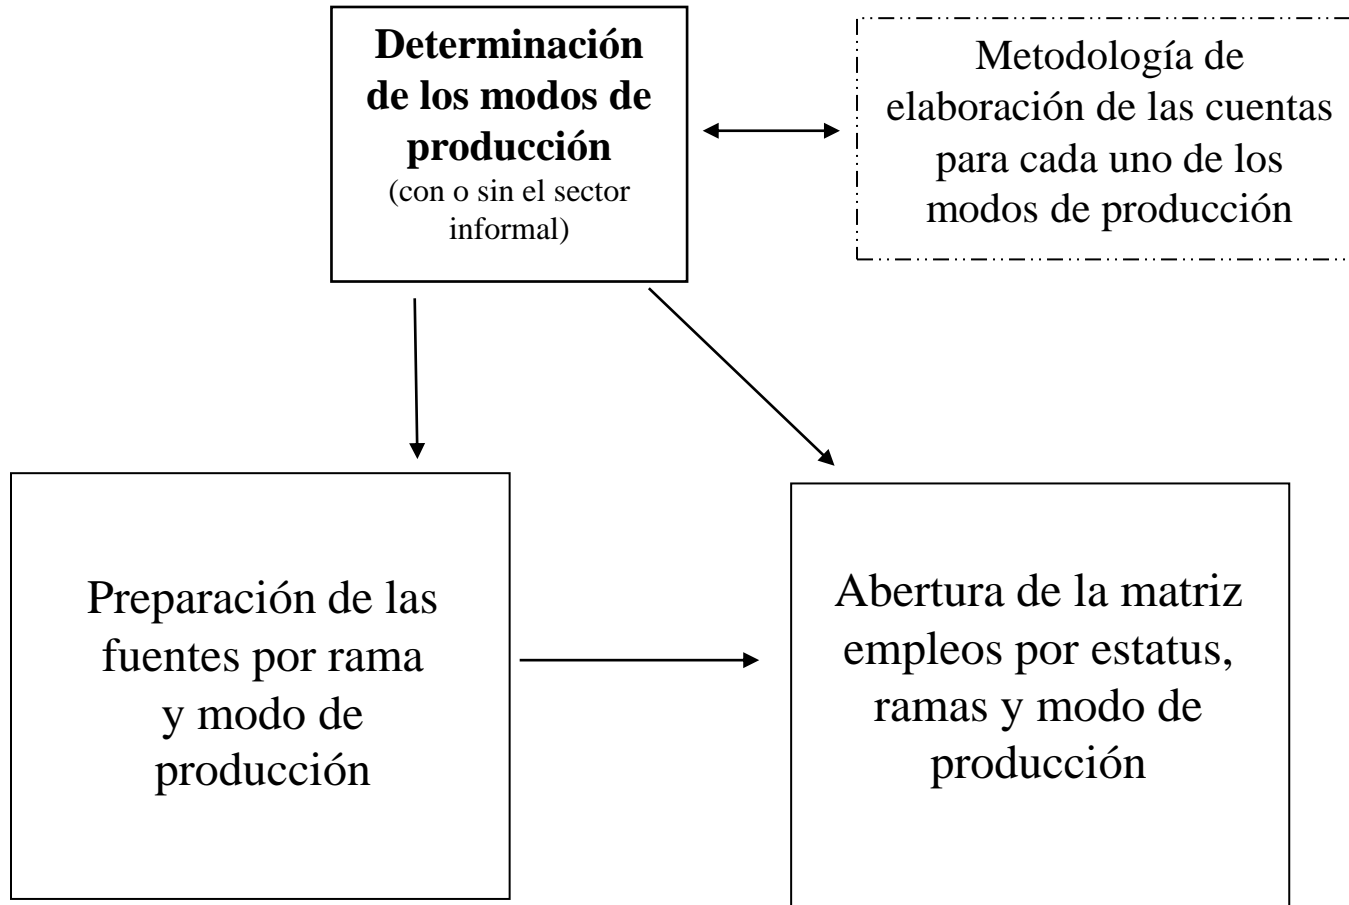 Determinación
de los modos de
producción
(con o sin el sector
informal)
Metodología de
elaboración de las cuentas
para cada uno de los
modos de producción
Preparación de las
fuentes por rama
y modo de
producción
Abertura de la matriz
empleos por estatus,
ramas y modo de
producción